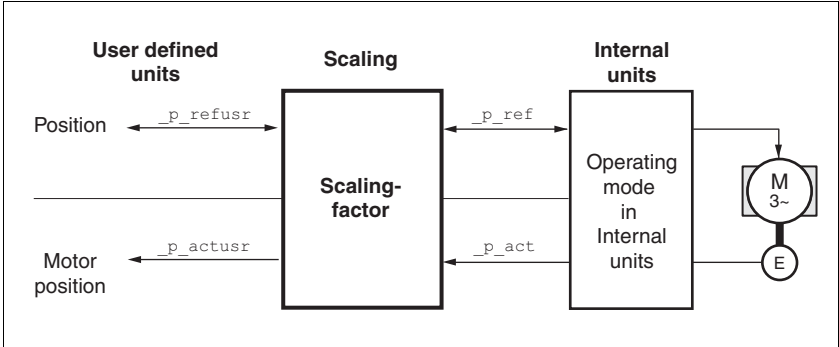 User defined
units
Scaling
Internal
units
Position
_p_refusr
_p_ref
Scaling-
factor
Operating
mode
in
Internal
units
M
3~
Motor
position
_p_actusr
_p_act
E